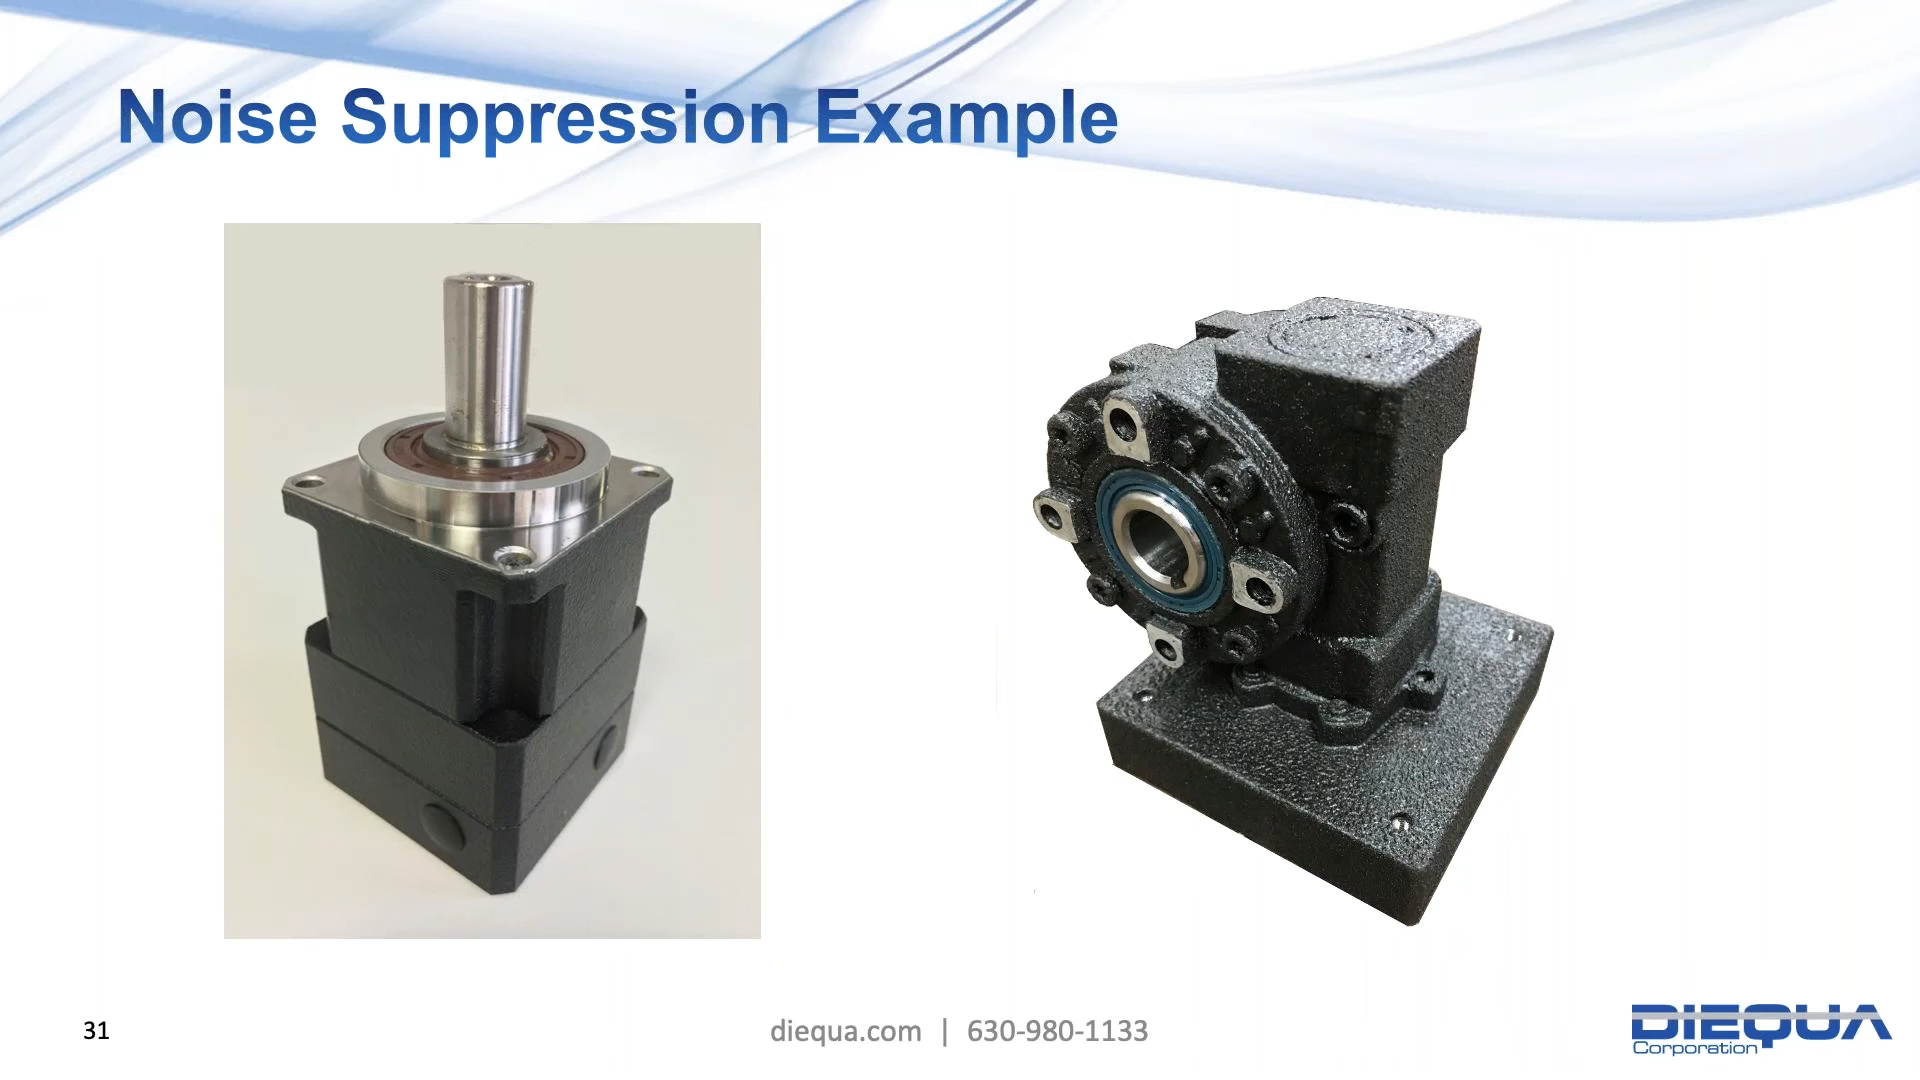 Noise Suppression Example
31
diequa.com | 630-980-1133
DIEQUA
Corporation